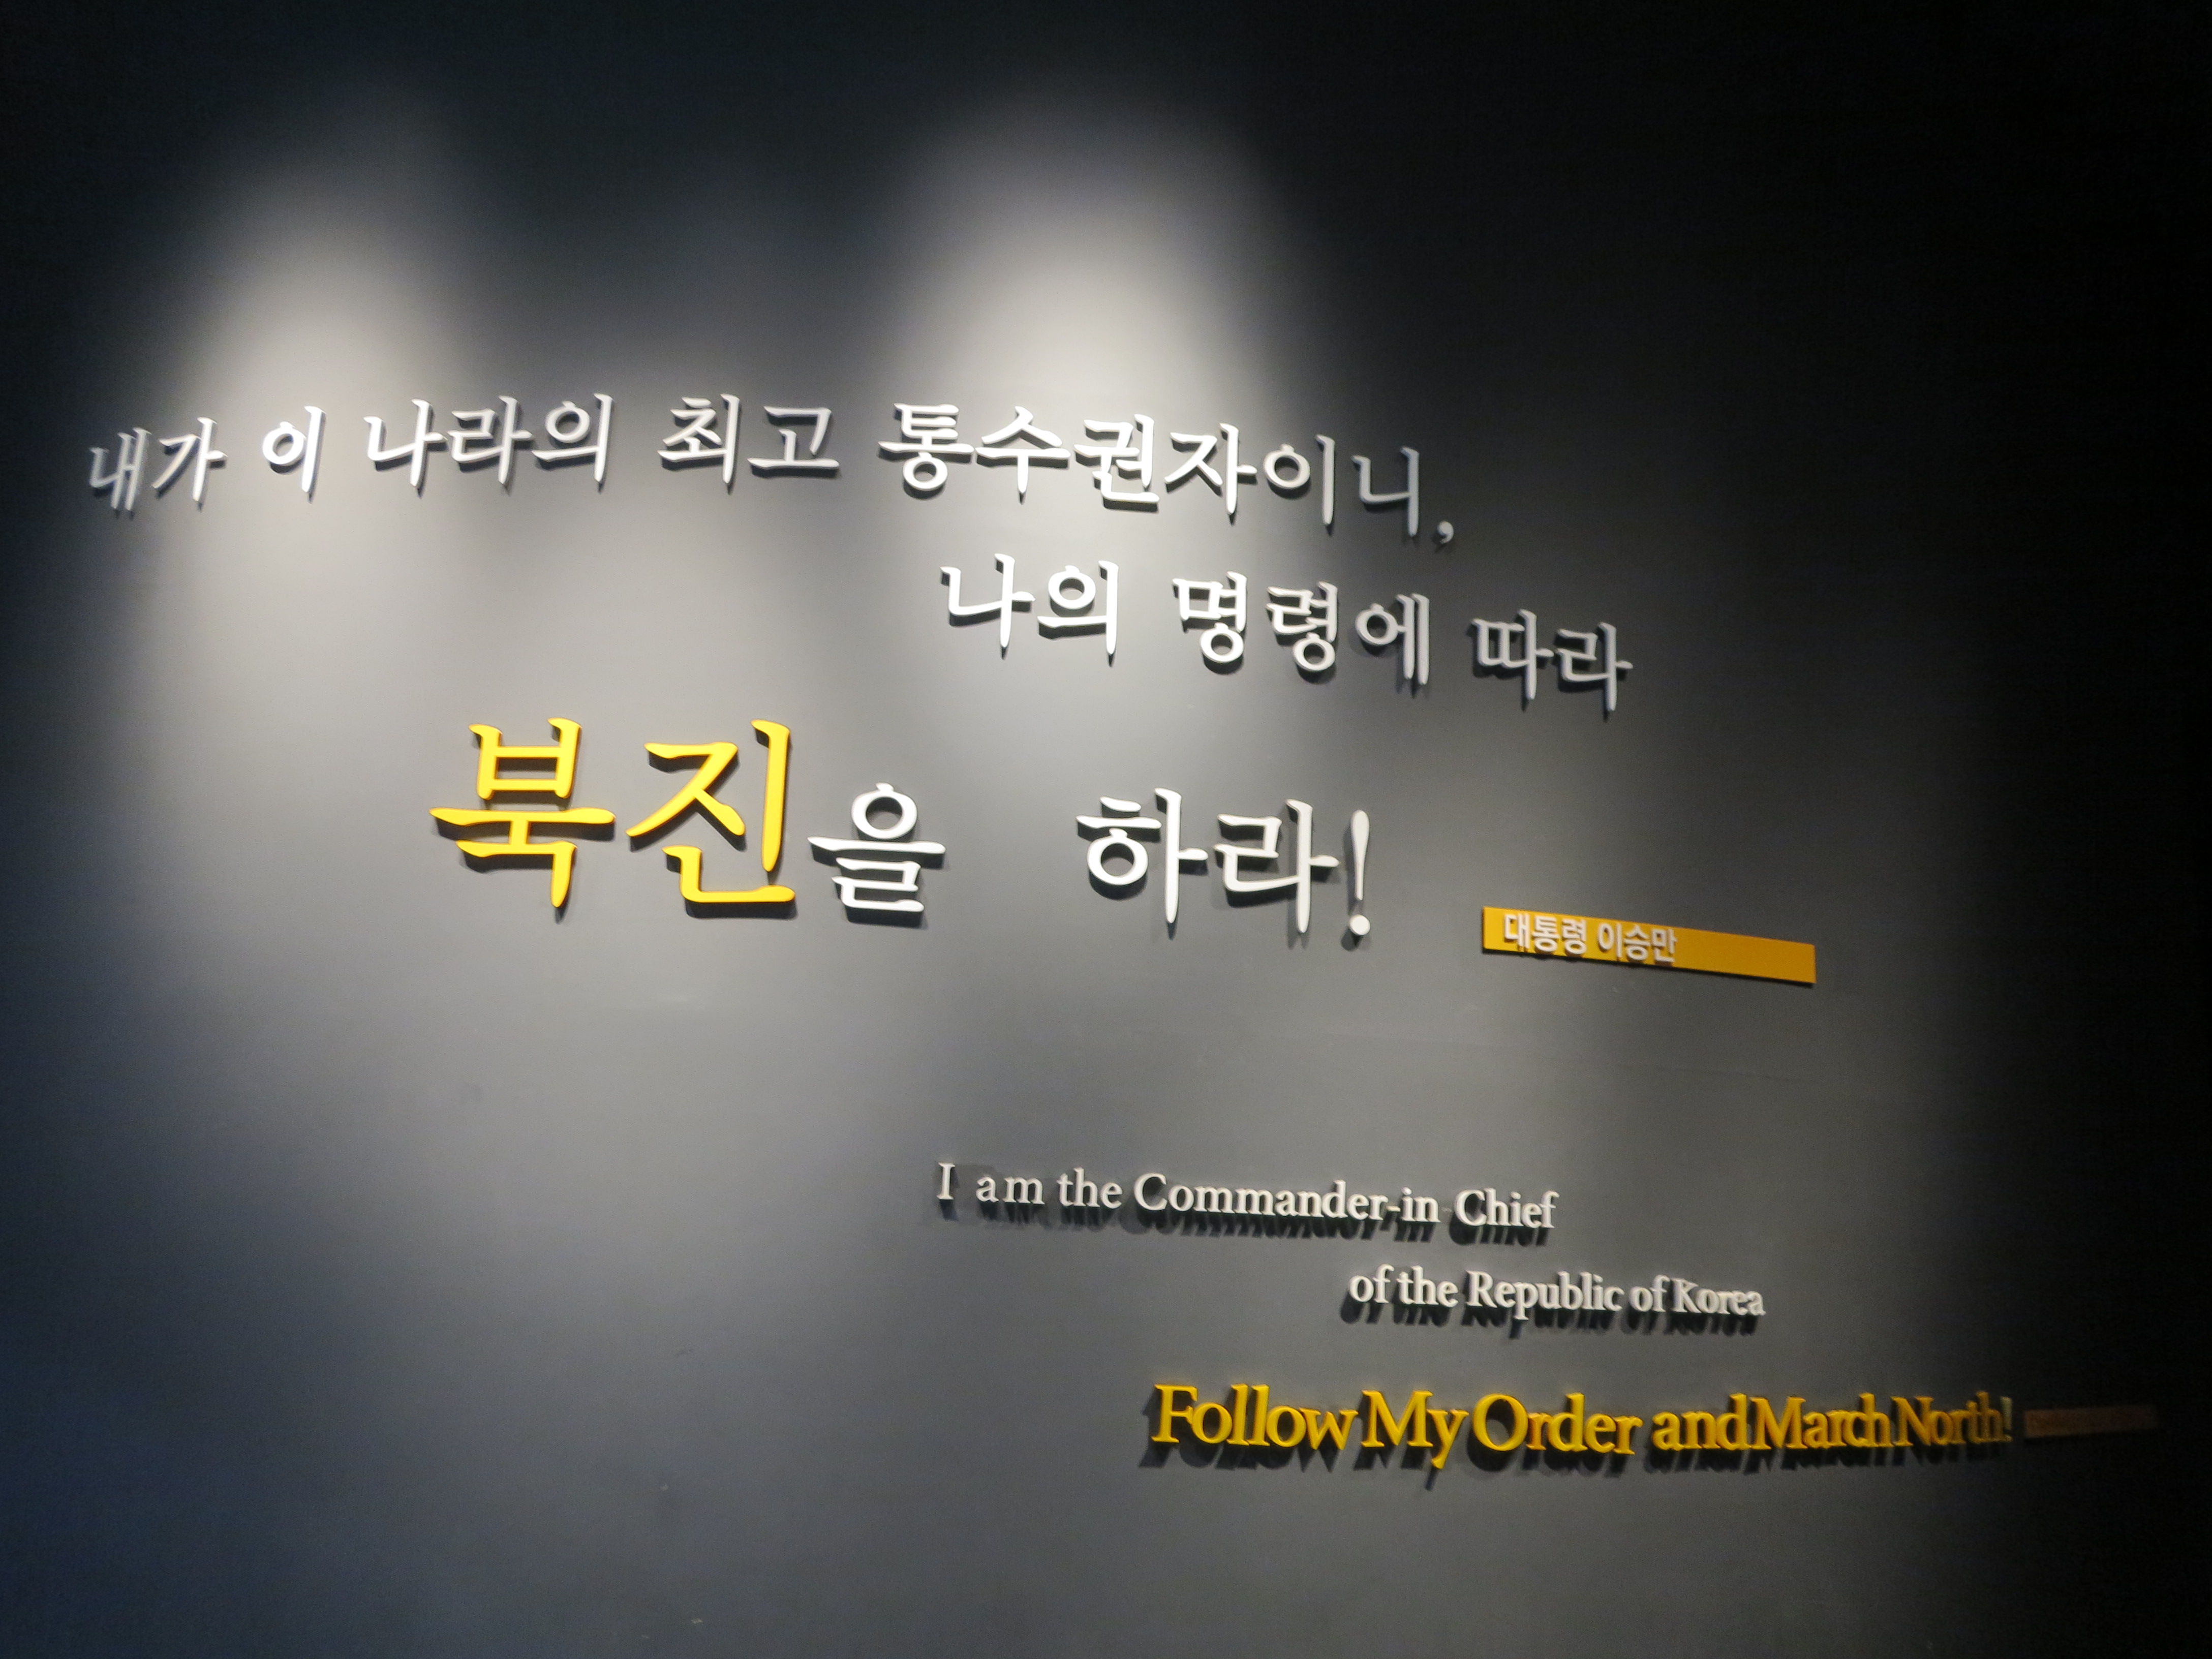 내가 이 나라의 최고 통수권자이니,
나의 명령에 따라
북진을 하라!
대통령 이승만
I am the Commander-in Chief
of the Republic of Korea
Follow My Order and March North!